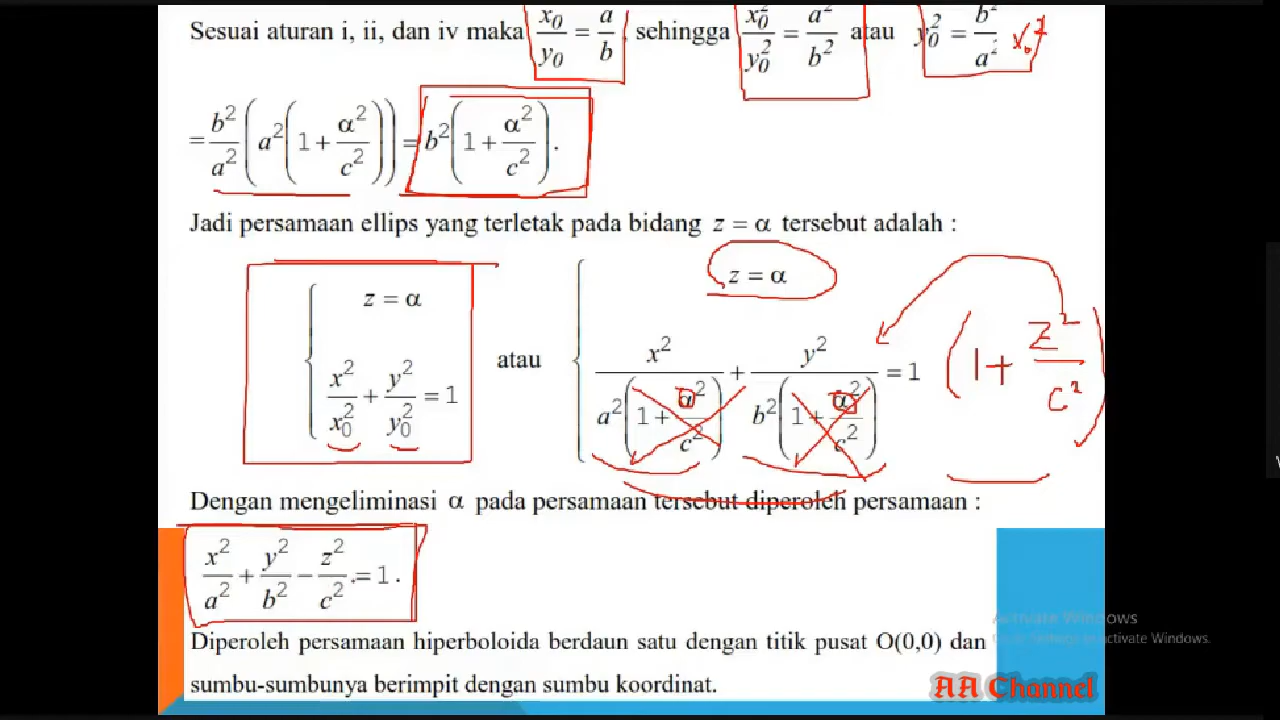 Sesuai aturan i, ii, dan iv maka x₀/y₀ = a/b, sehingga x₀²/y₀² = a²/b² atau y₀² = b²/a² x₀²
= b²/a² (a²(1 + α²/c²)) = b²(1 + α²/c²).
Jadi persamaan ellips yang terletak pada bidang z = α tersebut adalah :
{ z = α, x²/x₀² + y²/y₀² = 1 atau { z = α, x²/(a²(1 + α²/c²)) + y²/(b²(1 + α²/c²)) = 1 (1 + z²/c²)
Dengan mengeliminasi α pada persamaan tersebut diperoleh persamaan :
x²/a² + y²/b² − z²/c² = 1.
Diperoleh persamaan hiperboloida berdaun satu dengan titik pusat O(0,0) dan
sumbu-sumbunya berimpit dengan sumbu koordinat.
Activate Windows
activate Windows.
AA Channel